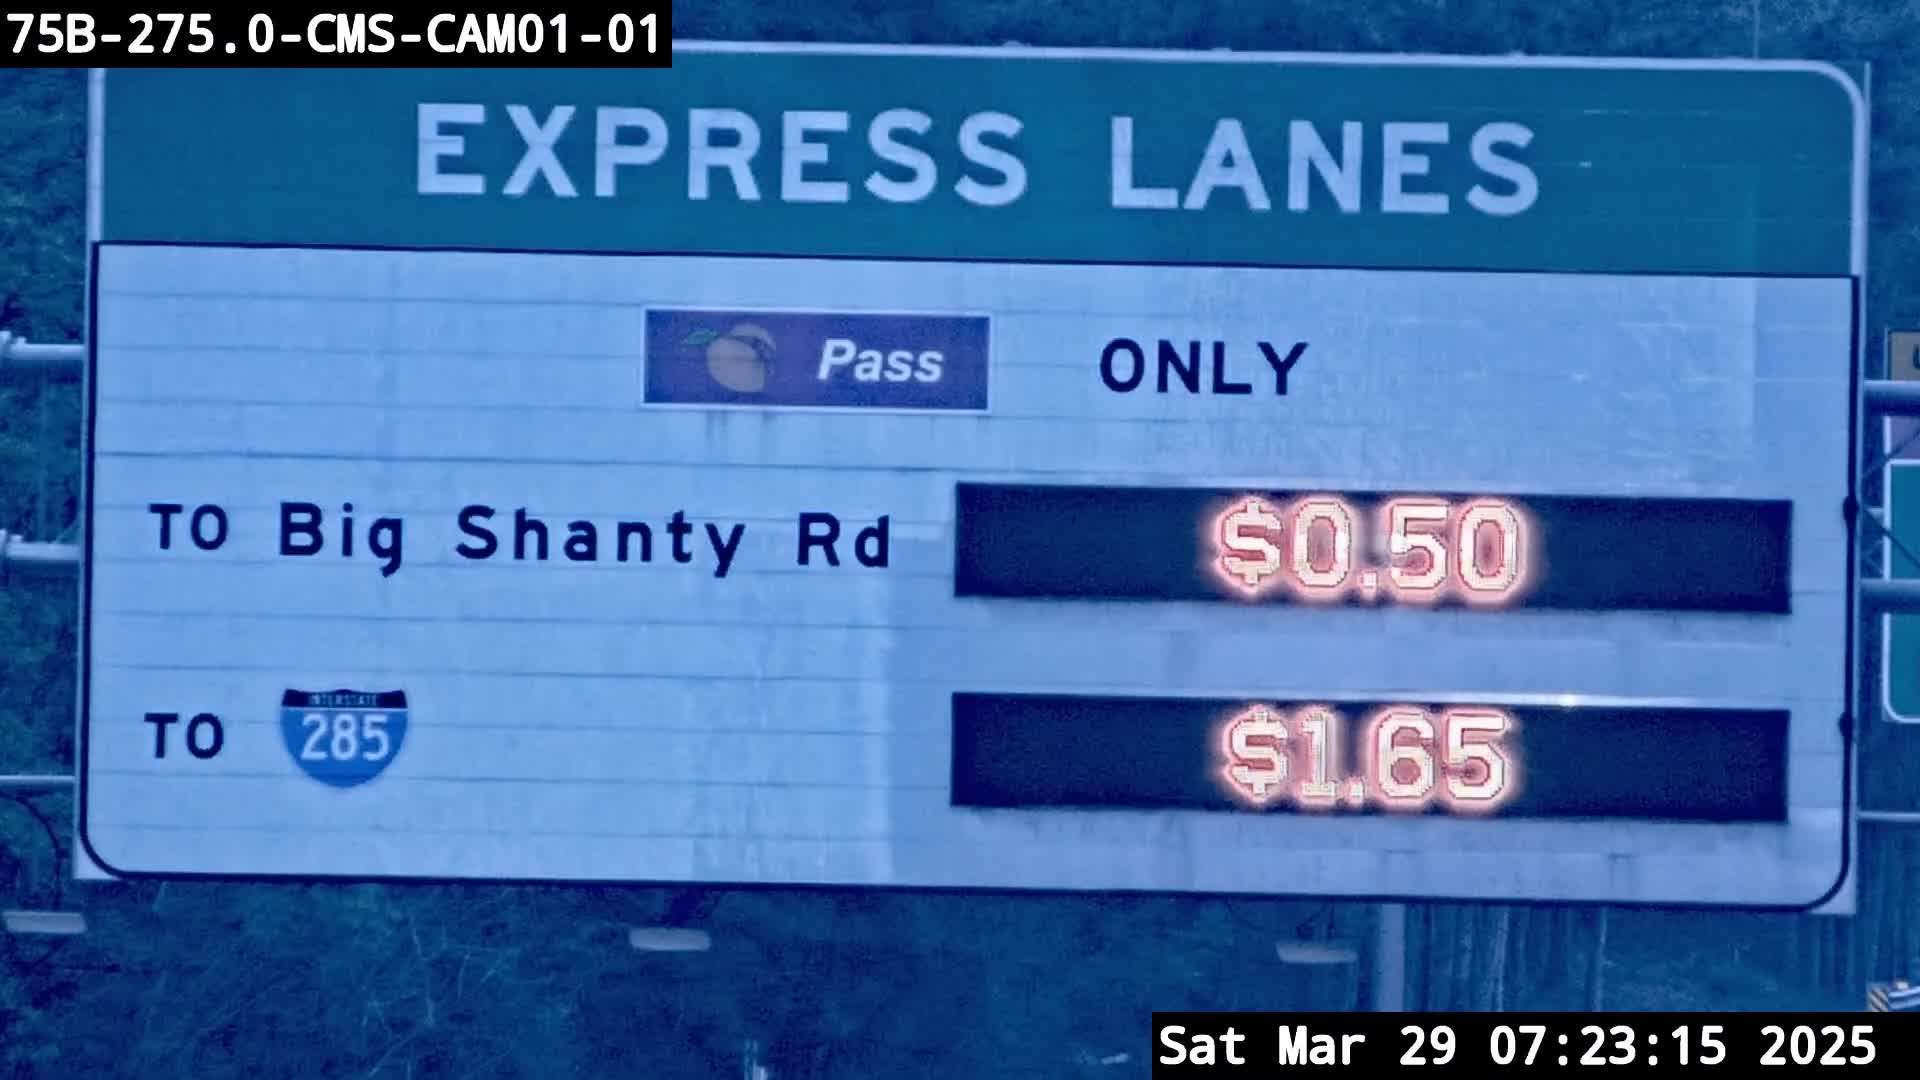 75B-275.0-CMS-CAM01-01
EXPRESS LANES
Pass ONLY
TO Big Shanty Rd $0.50
TO INTERSTATE 285 $1.65
Sat Mar 29 07:23:15 2025